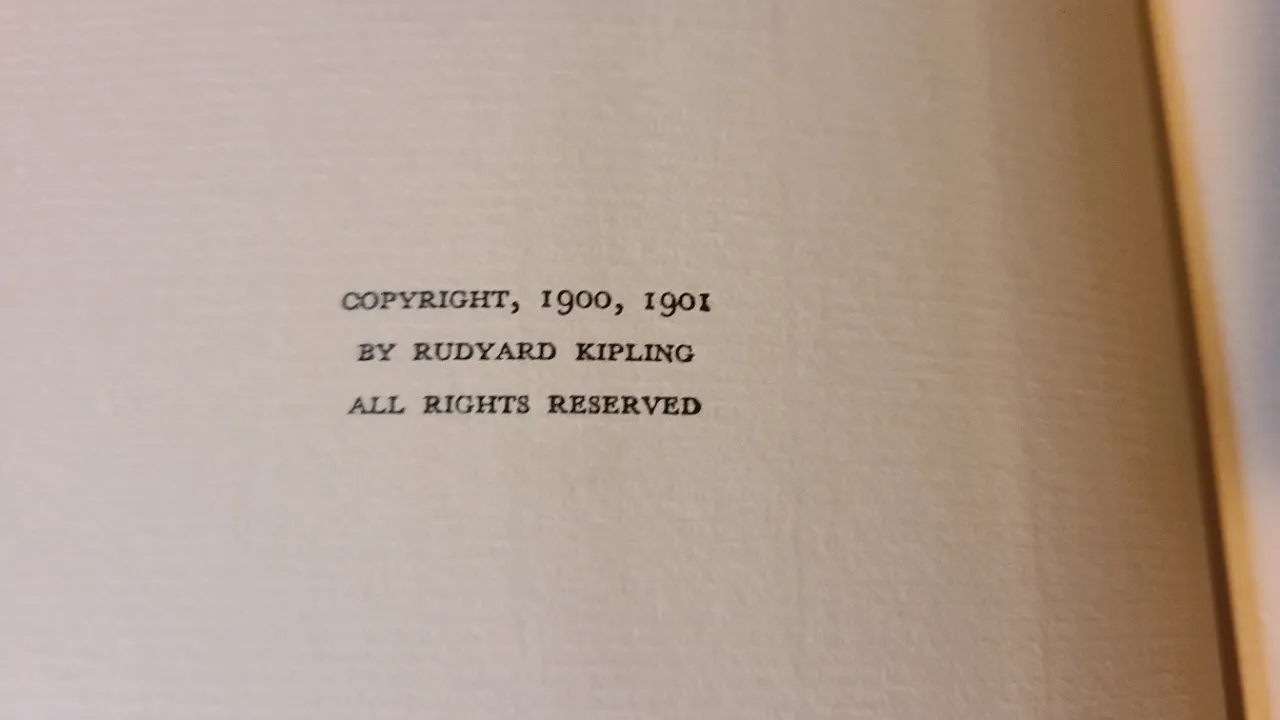 COPYRIGHT, 1900, 1901
BY RUDYARD KIPLING
ALL RIGHTS RESERVED